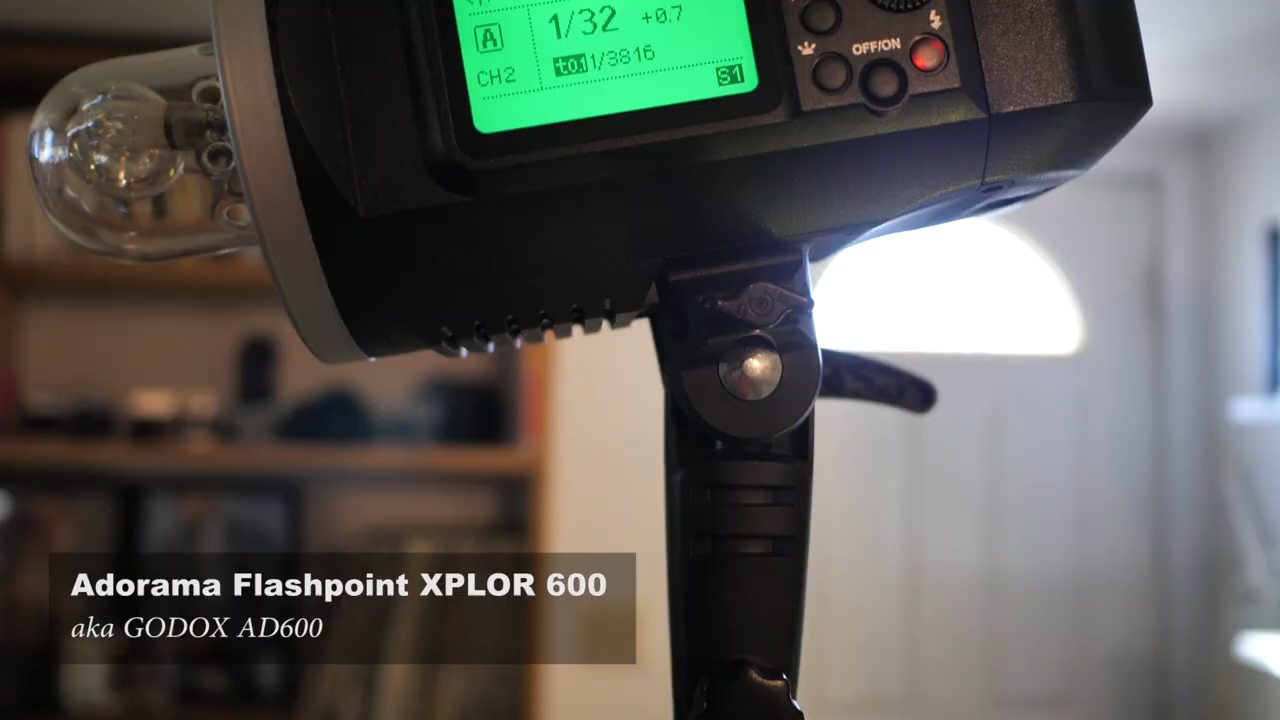 1/32 +0.7
A
t0.1 1/3816
CH2
S1
OFF/ON
Adorama Flashpoint XPLOR 600
aka GODOX AD600